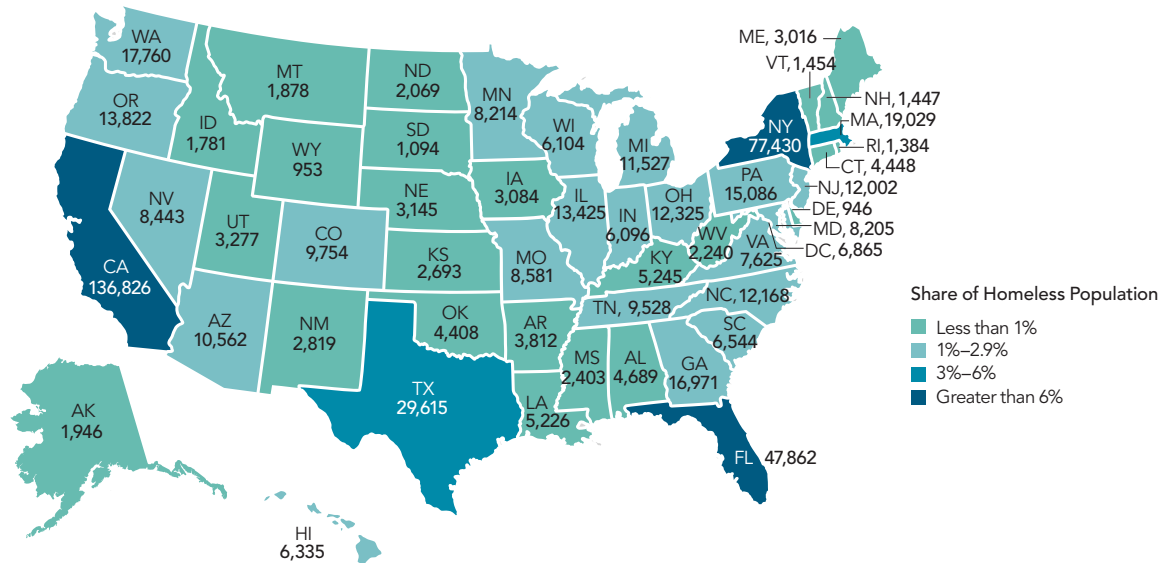 WA
17,760
OR
13,822
CA
136,826
NV
8,443
ID
1,781
MT
1,878
WY
953
UT
3,277
AZ
10,562
CO
9,754
NM
2,819
ND
2,069
SD
1,094
NE
3,145
KS
2,693
OK
4,408
TX
29,615
MN
8,214
IA
3,084
MO
8,581
AR
3,812
LA
5,226
WI
6,104
IL
13,425
MI
11,527
IN
6,096
OH
12,325
KY
5,245
TN, 9,528
MS
2,403
AL
4,689
GA
16,971
FL 47,862
SC
6,544
NC, 12,168
VA
7,625
WV
2,240
PA
15,086
NY
77,430
ME, 3,016
VT, 1,454
NH, 1,447
MA, 19,029
RI, 1,384
CT, 4,448
NJ, 12,002
DE, 946
MD, 8,205
DC, 6,865
AK
1,946
HI
6,335
Share of Homeless Population
Less than 1%
1%–2.9%
3%–6%
Greater than 6%